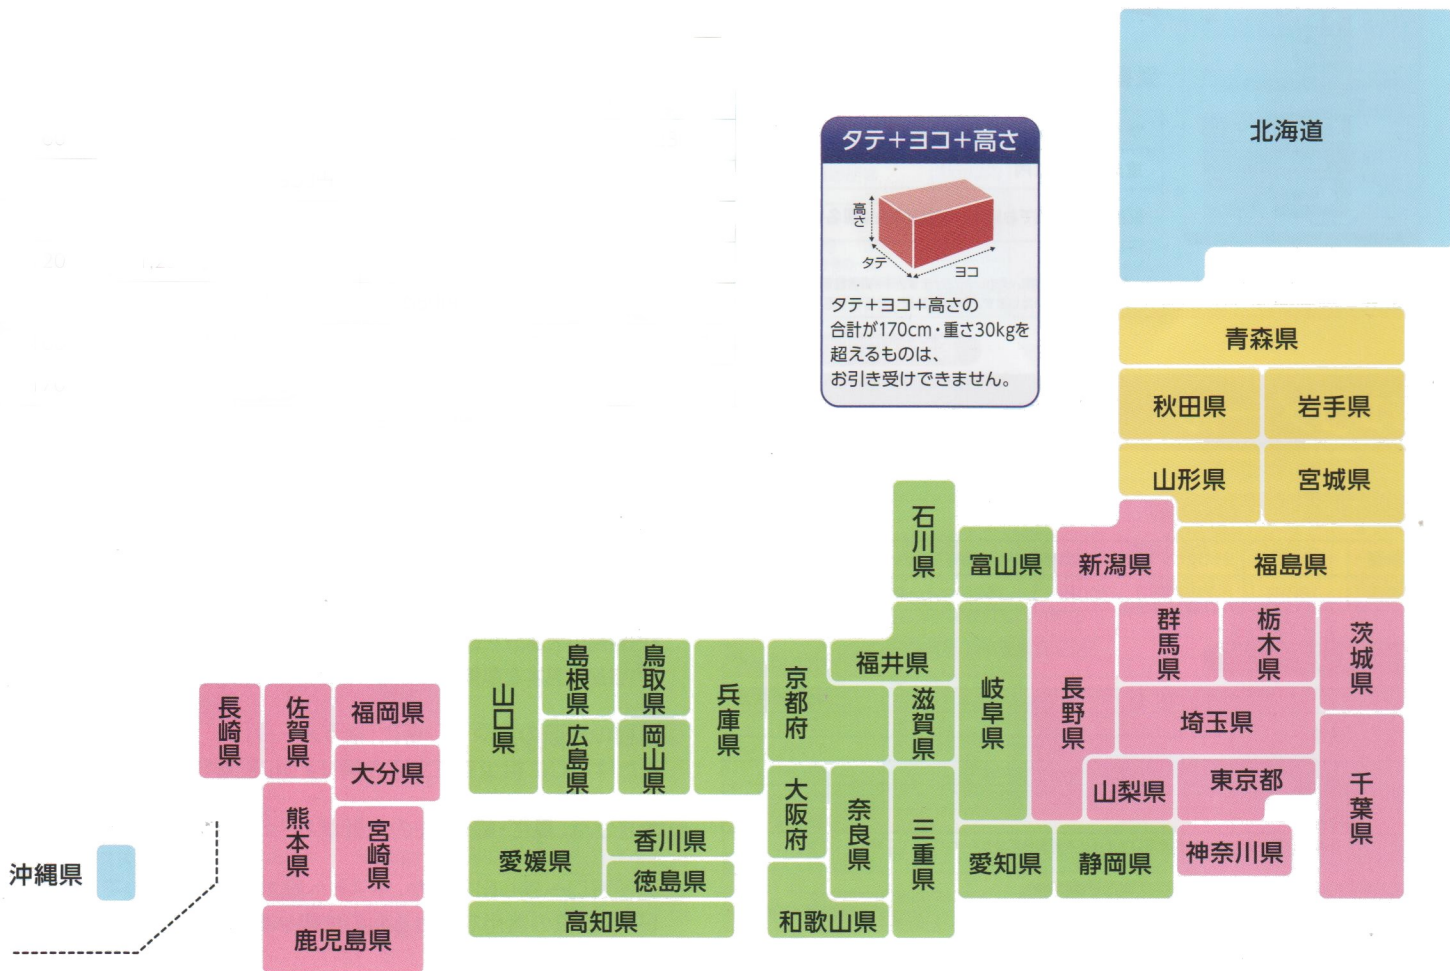 北海道
タテ+ヨコ+高さ
高さ
タテ
ヨコ
タテ+ヨコ+高さの
合計が170cm・重さ30kgを
超えるものは、
お引き受けできません。
青森県
秋田県
岩手県
山形県
宮城県
石川県
富山県
新潟県
福島県
群馬県
栃木県
茨城県
福井県
岐阜県
長野県
埼玉県
山口県
島根県
鳥取県
兵庫県
京都府
滋賀県
広島県
岡山県
長崎県
佐賀県
福岡県
大分県
山梨県
東京都
千葉県
大阪府
奈良県
三重県
熊本県
宮崎県
愛媛県
香川県
徳島県
愛知県
静岡県
神奈川県
沖縄県
高知県
和歌山県
鹿児島県